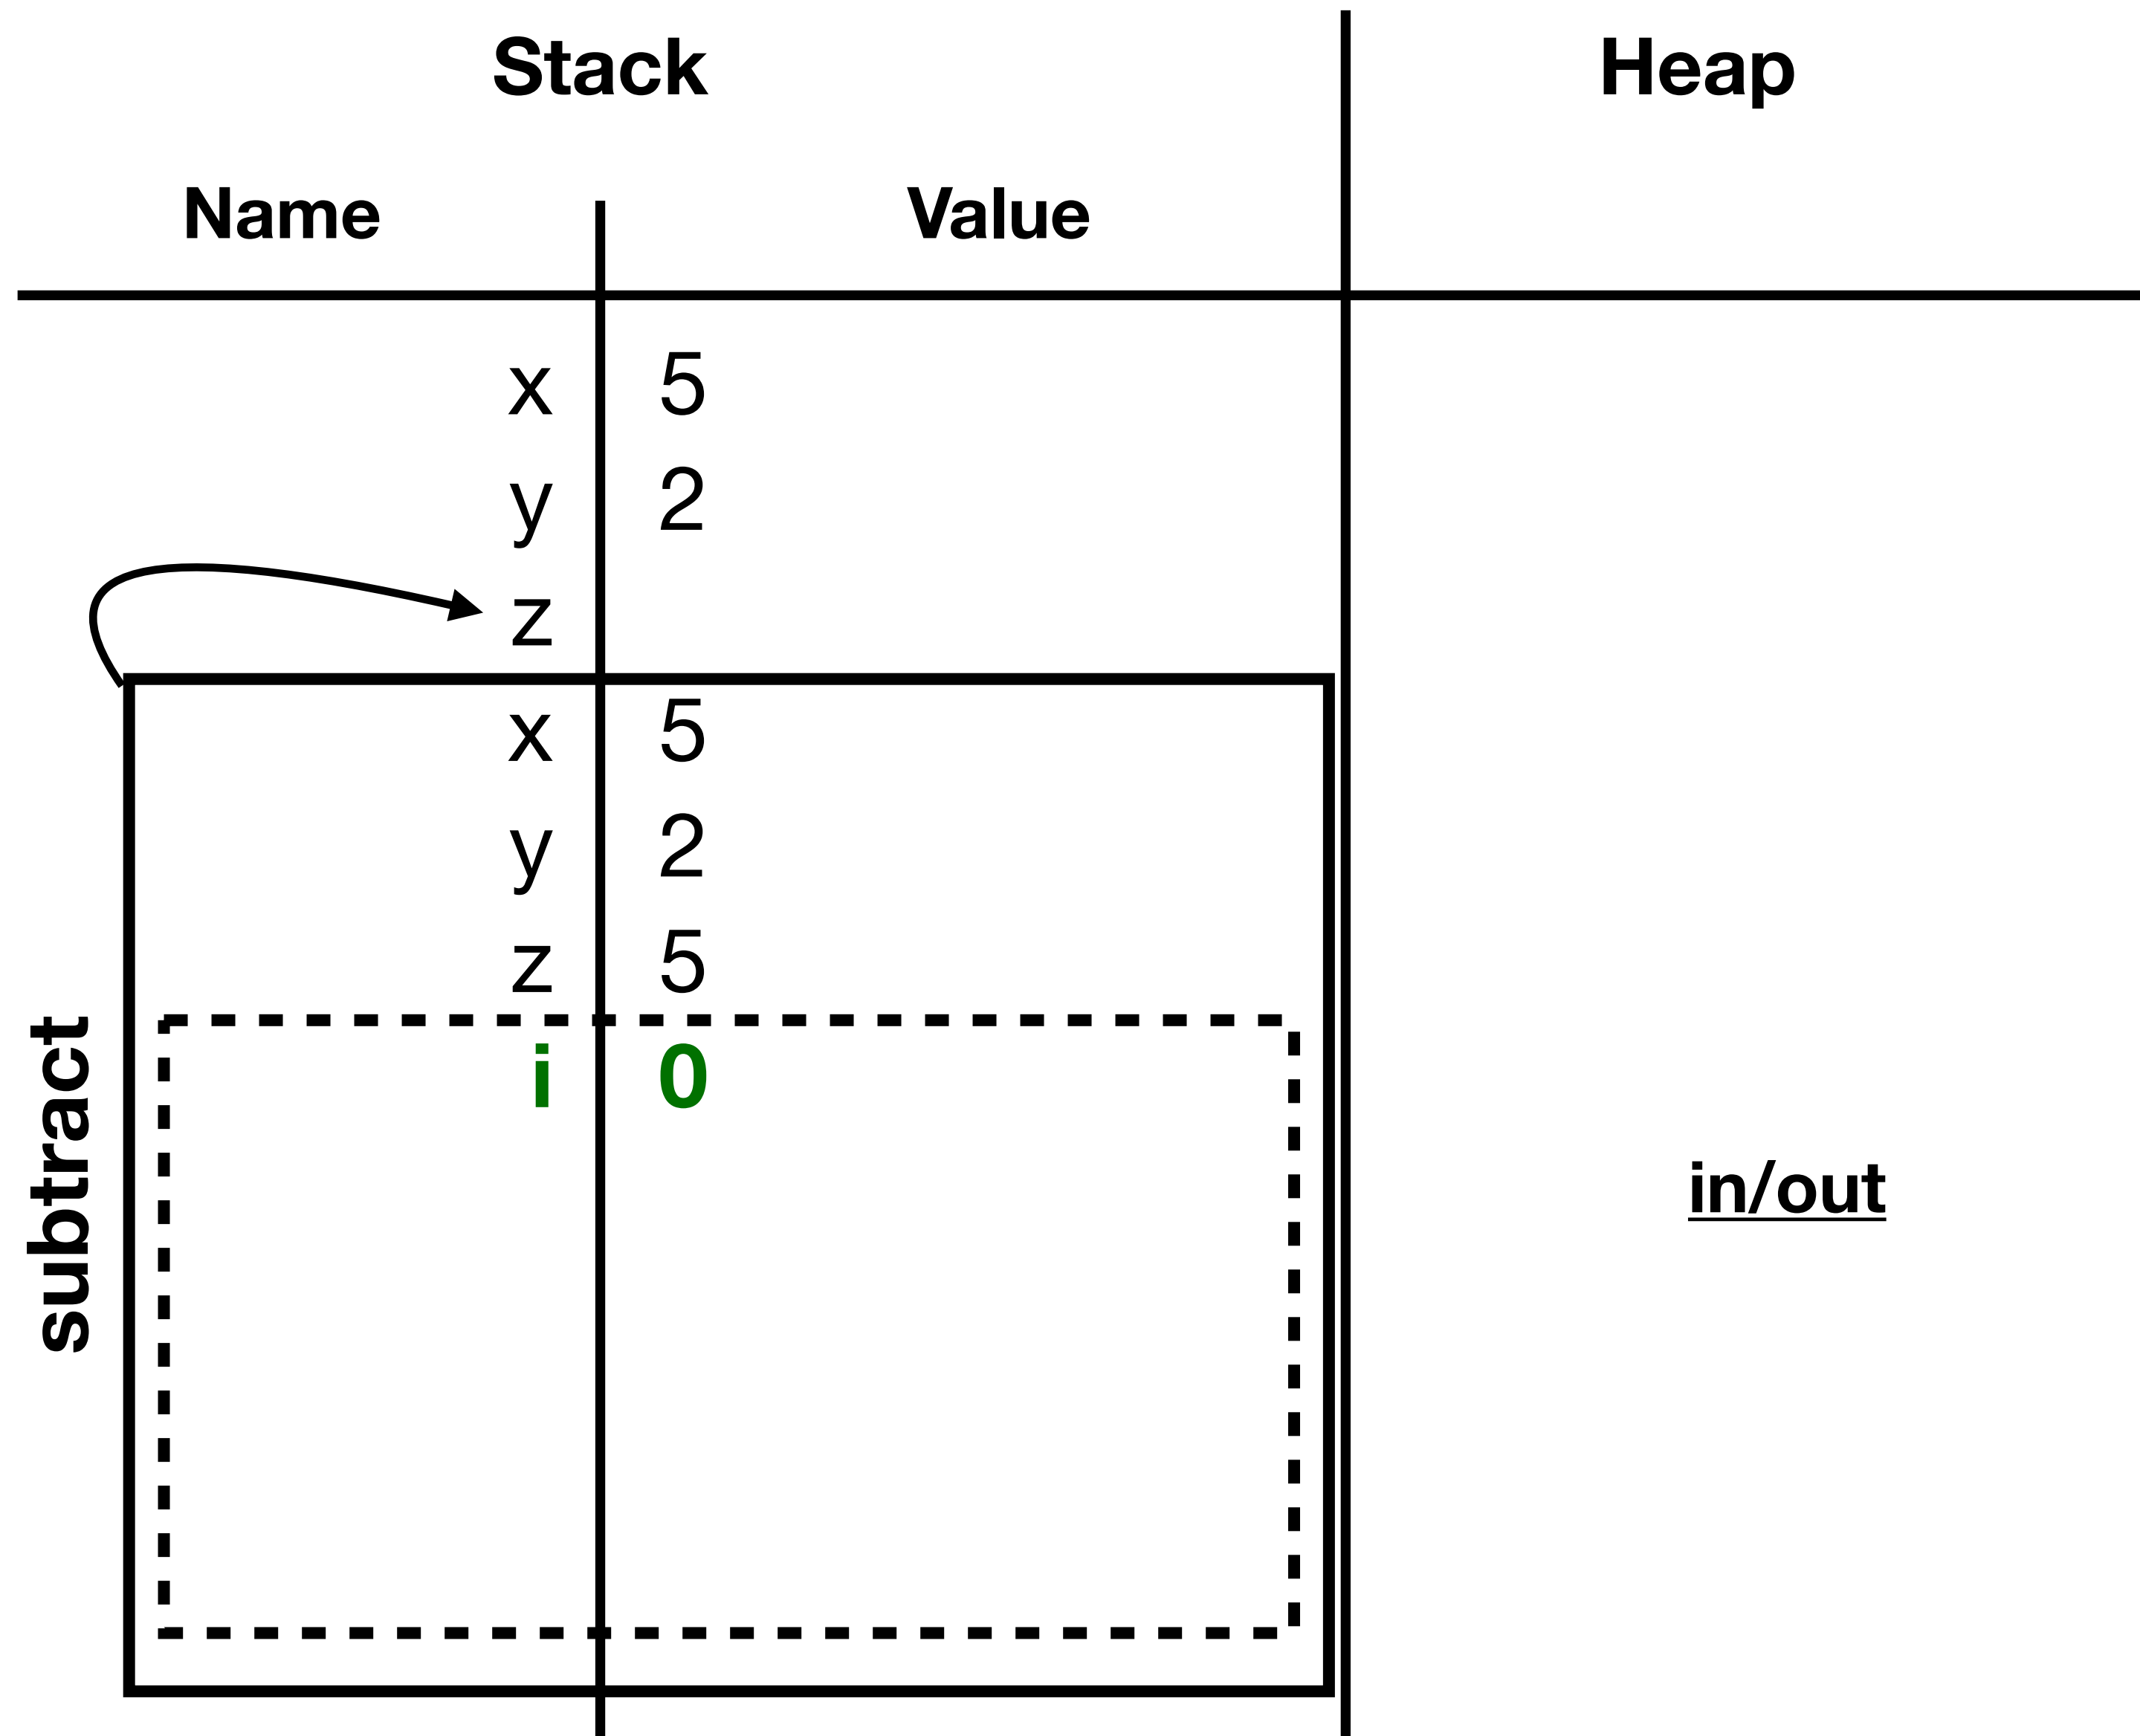 Stack Heap
Name Value
x 5
y 2
z
x 5
y 2
z 5
i 0
subtract
in/out